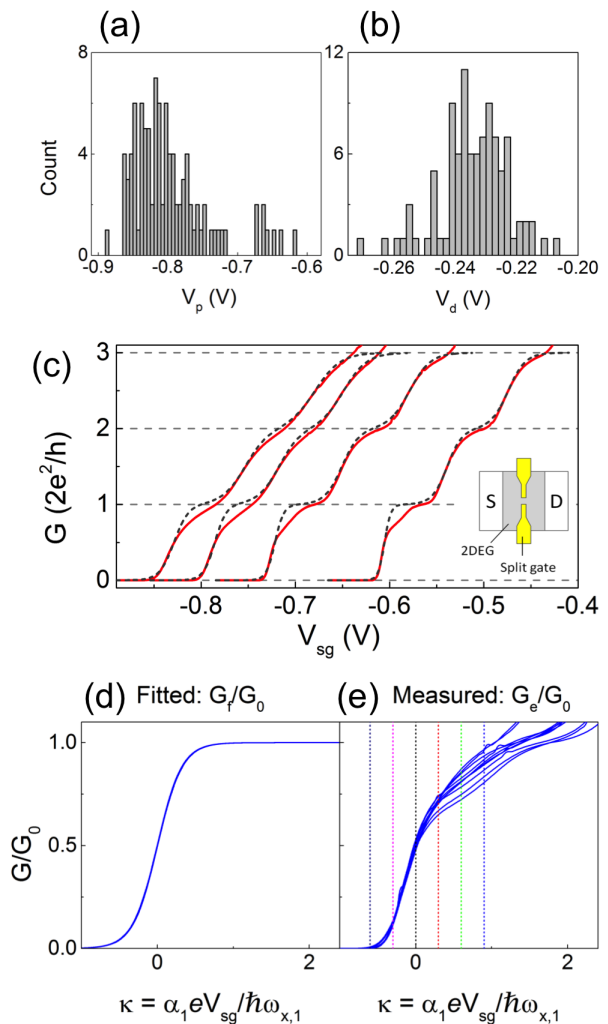 (a)
(b)
8
4
0
Count
-0.9
-0.8
-0.7
-0.6
V_p (V)
12
6
0
-0.26
-0.24
-0.22
-0.20
V_d (V)
(c)
3
2
1
0
G (2e²/h)
-0.8
-0.7
-0.6
-0.5
-0.4
V_sg (V)
S
D
2DEG
Split gate
(d) Fitted: G_f/G_0
(e) Measured: G_e/G_0
1.0
0.5
0.0
G/G_0
0
2
0
2
κ = α_1eV_sg/ħω_x,1
κ = α_1eV_sg/ħω_x,1